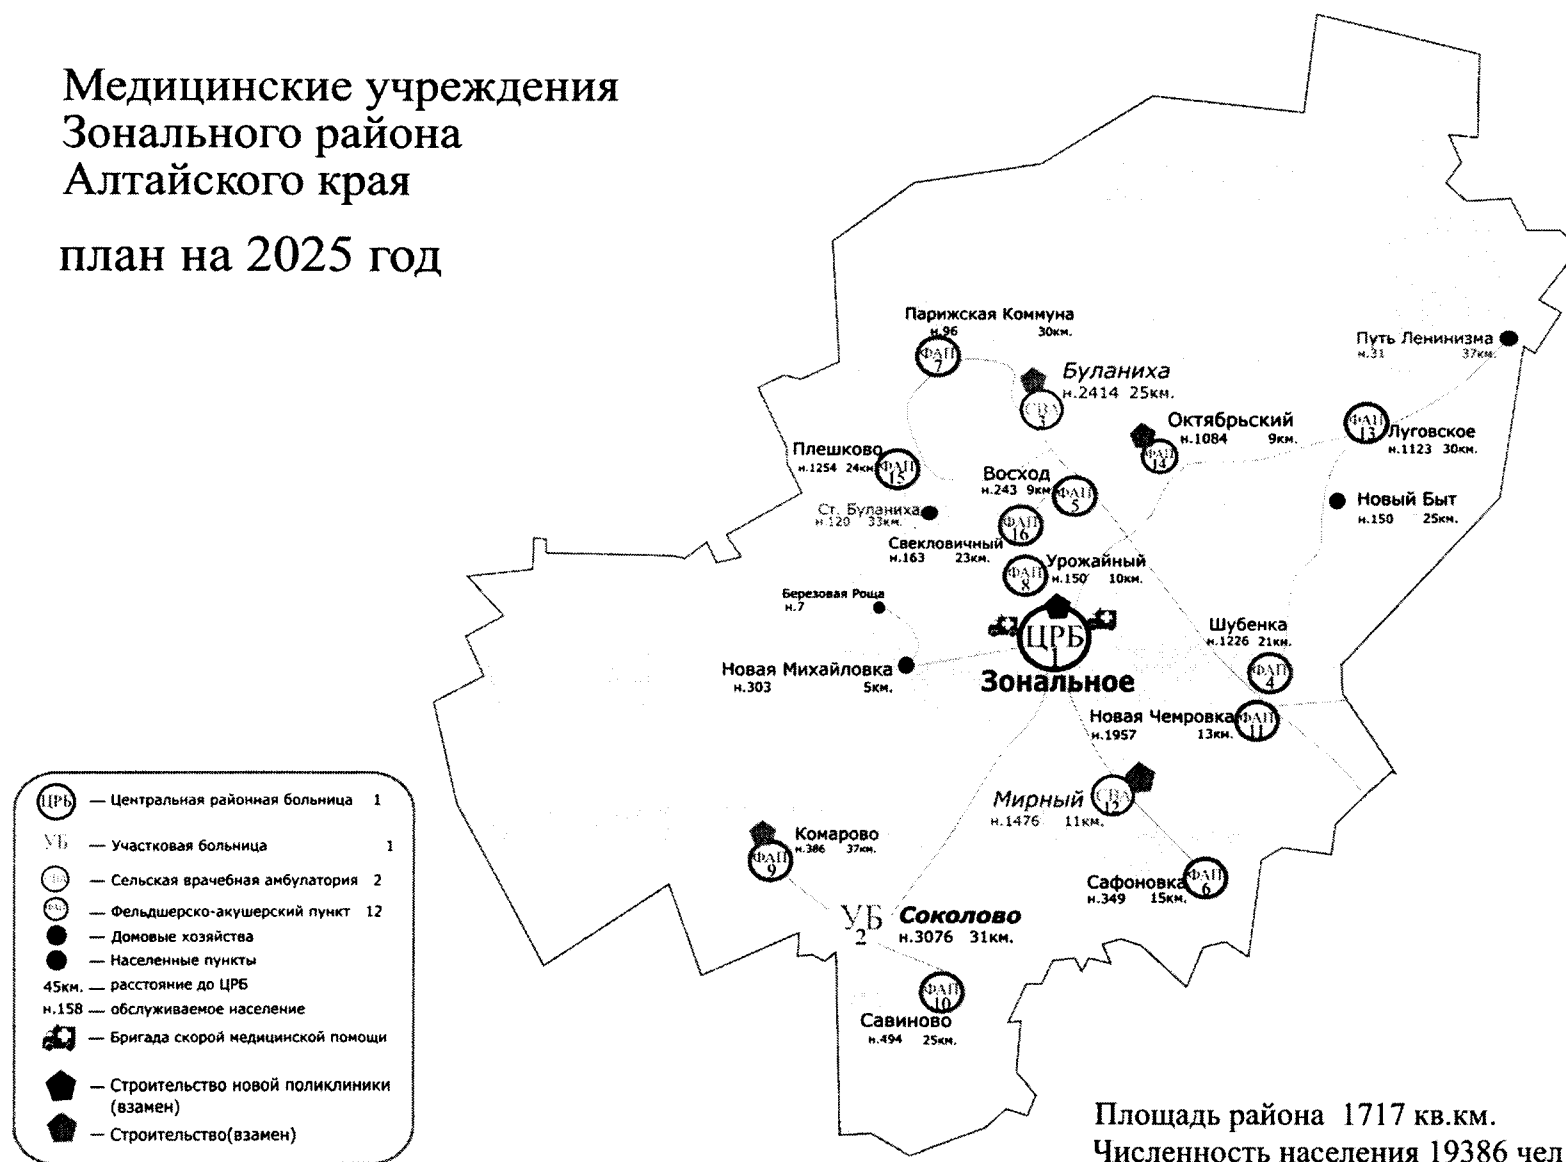 Медицинские учреждения
Зонального района
Алтайского края
план на 2025 год
Парижская Коммуна
н.96 30км.
ФАП
7
Буланиха
н.2414 25км.
СВА
3
Путь Ленинизма
н.31 37км.
Октябрьский
н.1084 9км.
ФАП
14
ФАП
13
Луговское
н.1123 30км.
Плешково
н.1254 24км
ФАП
15
Восход
н.243 9км
ФАП
5
Новый Быт
н.150 25км.
Ст. Буланиха
н.120 33км.
ФАП
16
Свекловичный
н.163 23км.
Урожайный
н.150 10км.
ФАП
8
Березовая Роща
н.7
ЦРБ
1
Зональное
Шубенка
н.1226 21км.
ФАП
4
Новая Михайловка
н.303 5км.
Новая Чемровка
н.1957 13км.
ФАП
11
Мирный
н.1476 11км.
СВА
12
Комарово
н.386 37км.
ФАП
9
Сафоновка
н.349 15км.
ФАП
6
УБ
2
Соколово
н.3076 31км.
ФАП
10
Савиново
н.494 25км.
ЦРБ — Центральная районная больница 1
УБ — Участковая больница 1
СВА — Сельская врачебная амбулатория 2
ФАП — Фельдшерско-акушерский пункт 12
— Домовые хозяйства
— Населенные пункты
45км. — расстояние до ЦРБ
н.158 — обслуживаемое население
— Бригада скорой медицинской помощи
— Строительство новой поликлиники
(взамен)
— Строительство(взамен)
Площадь района 1717 кв.км.
Численность населения 19386 чел